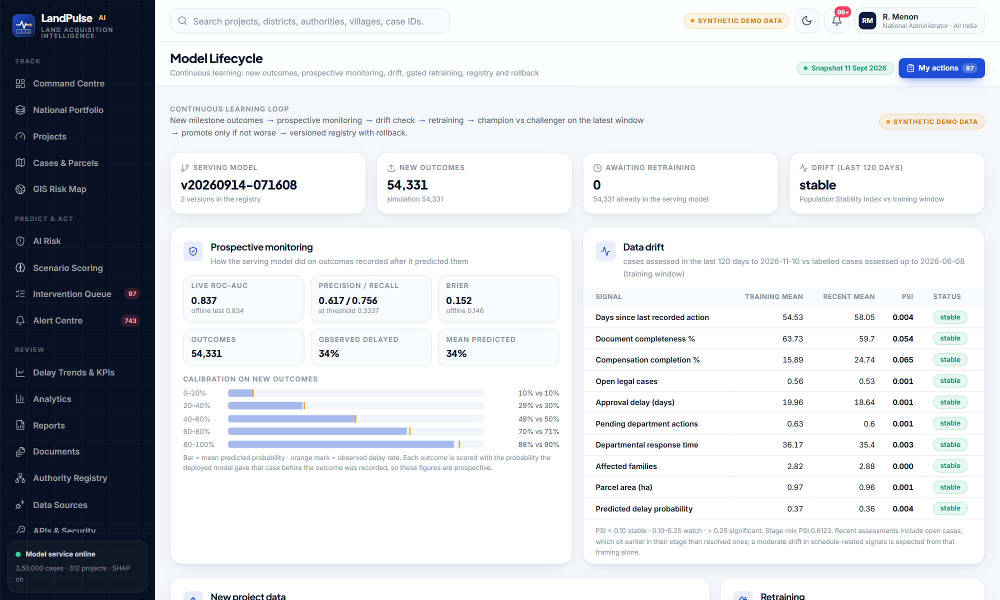 LandPulse AI
LAND ACQUISITION
INTELLIGENCE
TRACK
Command Centre
National Portfolio
Projects
Cases & Parcels
GIS Risk Map
PREDICT & ACT
AI Risk
Scenario Scoring
Intervention Queue 97
Alert Centre 743
REVIEW
Delay Trends & KPIs
Analytics
Reports
Documents
Authority Registry
Data Sources
APIs & Security
Model service online
3,50,000 cases · 312 projects · SHAP
on
Search projects, districts, authorities, villages, case IDs..
SYNTHETIC DEMO DATA
99+
RM
R. Menon
National Administrator · All India
Model Lifecycle
Continuous learning: new outcomes, prospective monitoring, drift, gated retraining, registry and rollback
Snapshot 11 Sept 2026
My actions 97
CONTINUOUS LEARNING LOOP
New milestone outcomes → prospective monitoring → drift check → retraining → champion vs challenger on the latest window
→ promote only if not worse → versioned registry with rollback.
SYNTHETIC DEMO DATA
SERVING MODEL
v20260914-071608
2 versions in the registry
NEW OUTCOMES
54,331
simulation 54,331
AWAITING RETRAINING
0
54,331 already in the serving model
DRIFT (LAST 120 DAYS)
stable
Population Stability Index vs training window
Prospective monitoring
How the serving model did on outcomes recorded after it predicted them
LIVE ROC-AUC
0.837
offline test 0.834
PRECISION / RECALL
0.617 / 0.756
at threshold 0.3337
BRIER
0.152
offline 0.146
OUTCOMES
54,331
OBSERVED DELAYED
34%
MEAN PREDICTED
34%
CALIBRATION ON NEW OUTCOMES
0–20% 10% vs 10%
20–40% 29% vs 30%
40–60% 49% vs 50%
60–80% 70% vs 71%
80–100% 88% vs 90%
Bar = mean predicted probability · orange mark = observed delay rate. Each outcome is scored with the probability the
deployed model gave that case before the outcome was recorded, so these figures are prospective.
Data drift
cases assessed in the last 120 days to 2026-11-10 vs labelled cases assessed up to 2026-06-08
(training window)
SIGNAL TRAINING MEAN RECENT MEAN PSI STATUS
Days since last recorded action 54.53 58.05 0.004 stable
Document completeness % 63.73 59.7 0.054 stable
Compensation completion % 15.89 24.74 0.065 stable
Open legal cases 0.56 0.53 0.001 stable
Approval delay (days) 19.96 18.64 0.001 stable
Pending department actions 0.63 0.6 0.001 stable
Departmental response time 36.17 35.4 0.003 stable
Affected families 2.82 2.88 0.000 stable
Parcel area (ha) 0.97 0.96 0.001 stable
Predicted delay probability 0.37 0.36 0.004 stable
PSI < 0.10 stable · 0.10–0.25 watch · > 0.25 significant. Stage-mix PSI 0.6123. Recent assessments include open cases,
which sit earlier in their stage than resolved ones; a moderate shift in schedule-related signals is expected from that
framing alone.
New project data
Retraining